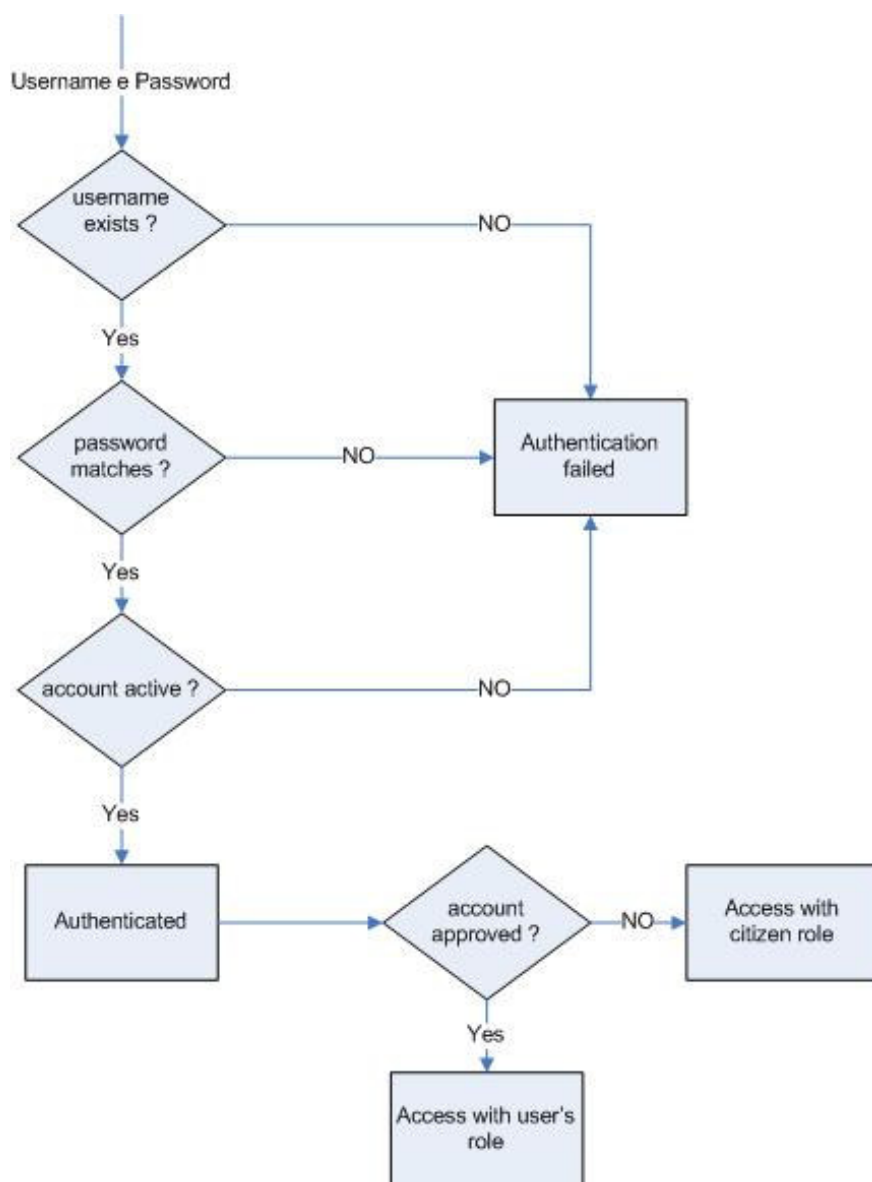 Username e Password
username
exists ?
NO
Yes
password
matches ?
NO
Authentication
failed
Yes
account active ?
NO
Yes
Authenticated
account
approved ?
NO
Access with
citizen role
Yes
Access with user's
role